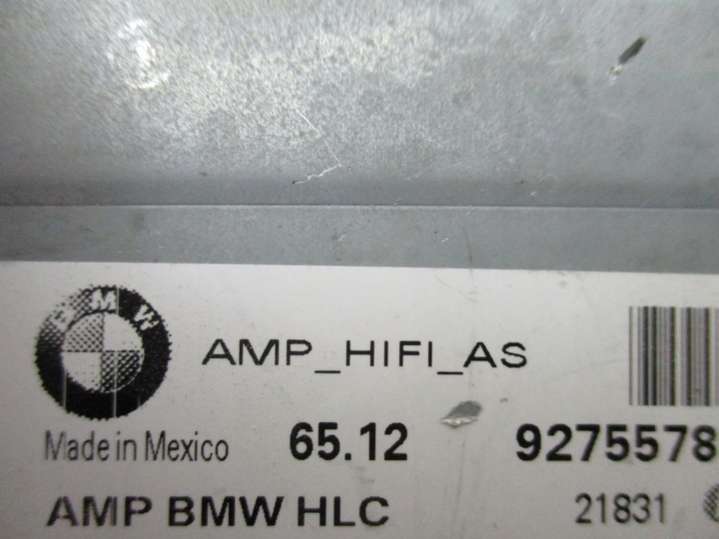 BMW
AMP_HIFI_AS
Made in Mexico 65.12 9275578
AMP BMW HLC 21831